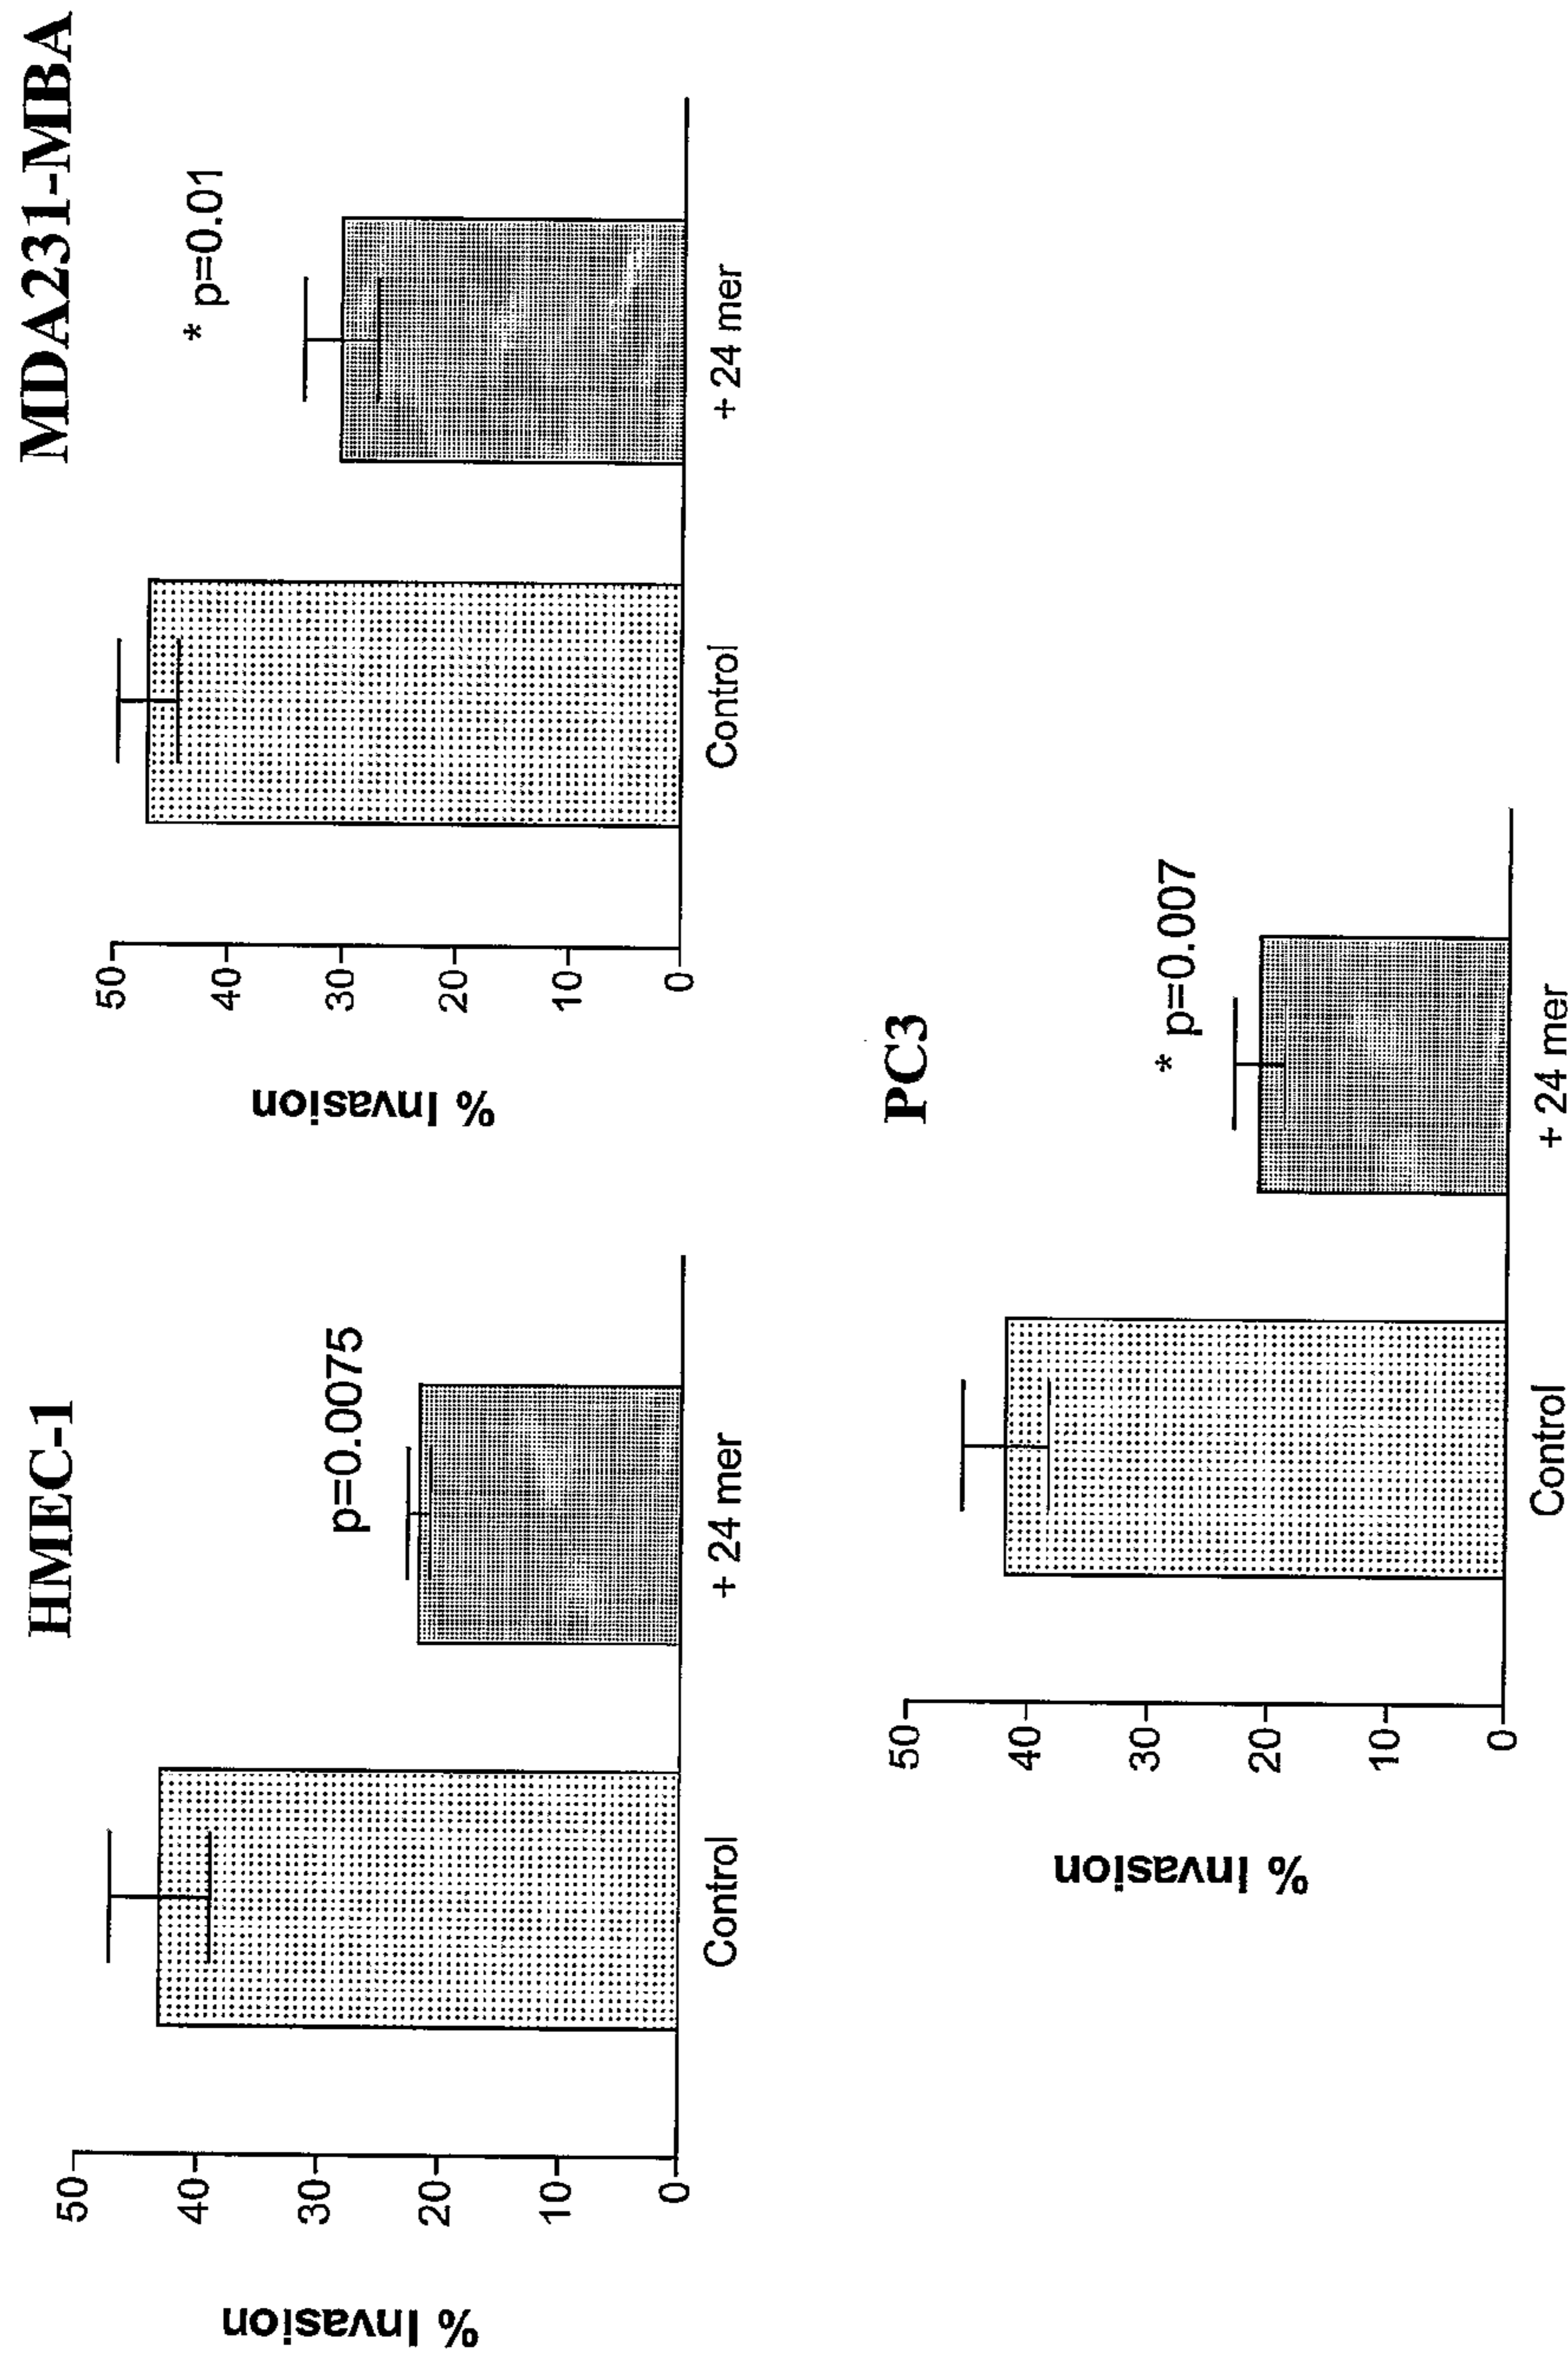 HMEC-1
% Invasion
50
40
30
20
10
0
p=0.0075
Control
+ 24 mer
MDA231-MBA
% Invasion
50
40
30
20
10
0
* p=0.01
Control
+ 24 mer
PC3
% Invasion
50
40
30
20
10
0
* p=0.007
Control
+ 24 mer